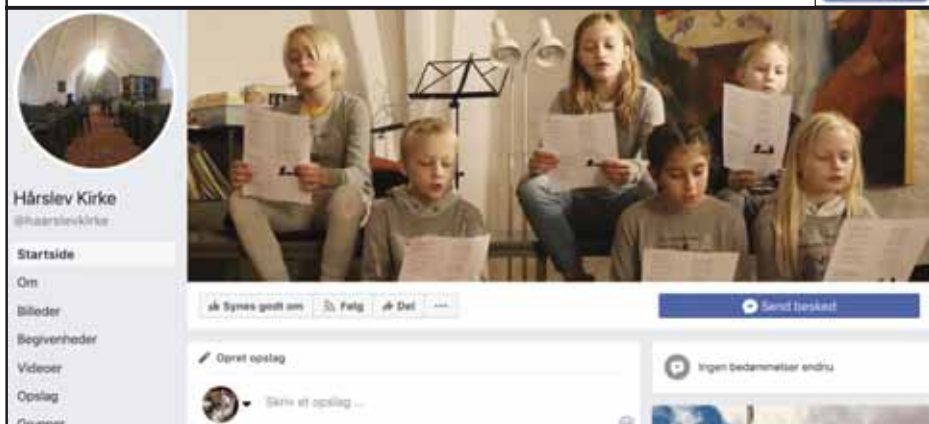 Hårslev Kirke
@haarslevkirke
Startside
Om
Billeder
Begivenheder
Videoer
Opslag
Grupper
Synes godt om
Følg
Del
...
Send besked
Opret opslag
Skriv et opslag ...
Ingen bedømmelser endnu